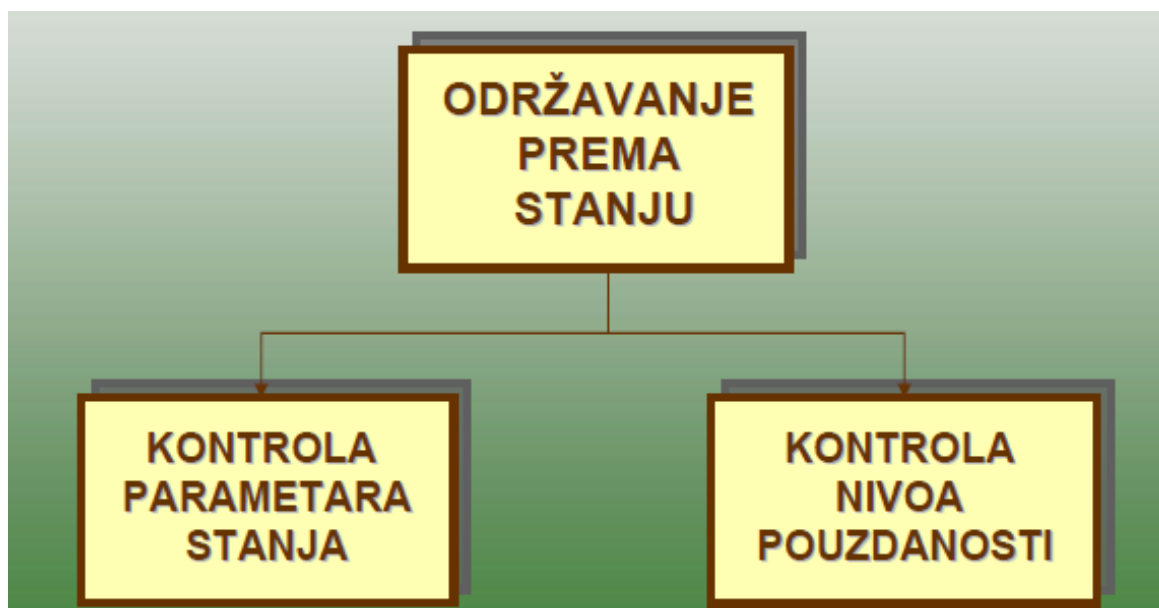 ODRŽAVANJE
PREMA
STANJU
KONTROLA
PARAMETARA
STANJA
KONTROLA
NIVOA
POUZDANOSTI